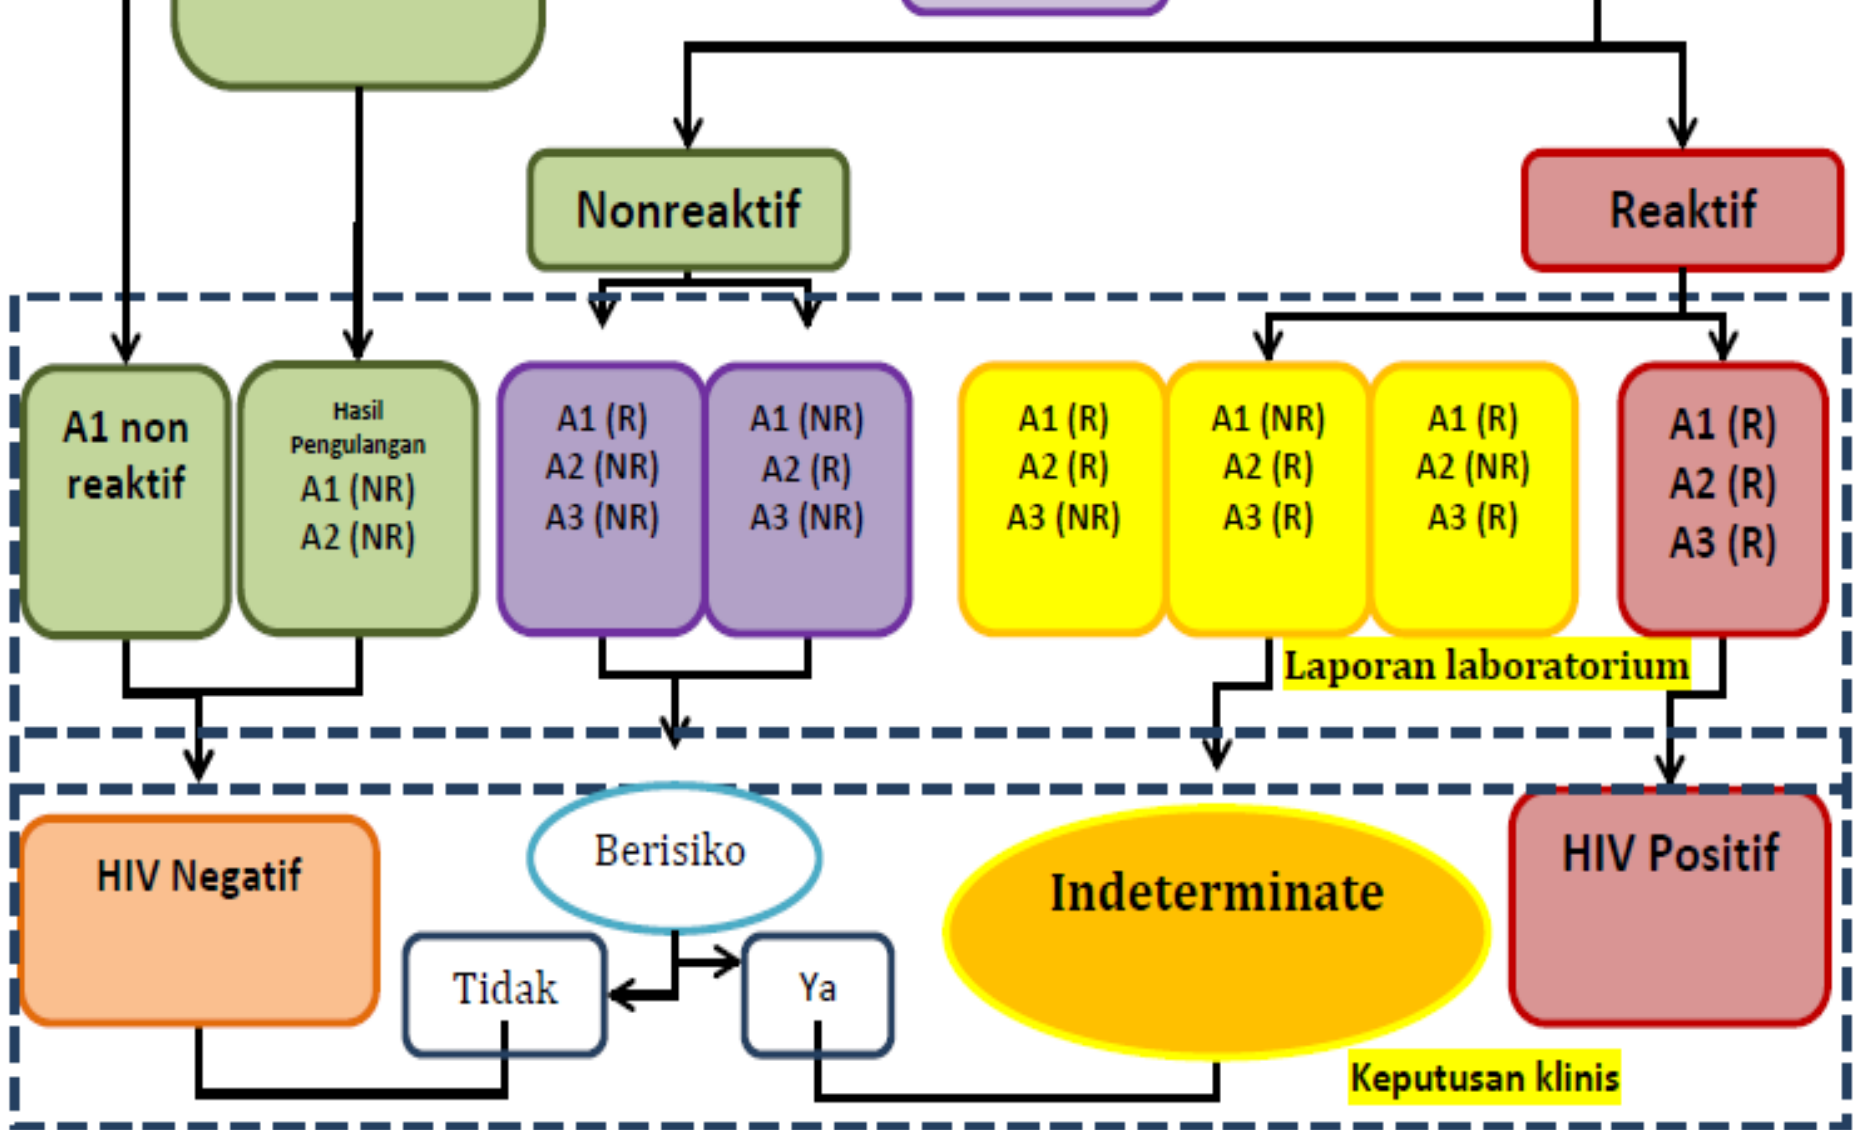 Nonreaktif
Reaktif
A1 non
reaktif
Hasil
Pengulangan
A1 (NR)
A2 (NR)
A1 (R)
A2 (NR)
A3 (NR)
A1 (NR)
A2 (R)
A3 (NR)
A1 (R)
A2 (R)
A3 (NR)
A1 (NR)
A2 (R)
A3 (R)
A1 (R)
A2 (NR)
A3 (R)
A1 (R)
A2 (R)
A3 (R)
Laporan laboratorium
HIV Negatif
Berisiko
Tidak
Ya
Indeterminate
HIV Positif
Keputusan klinis